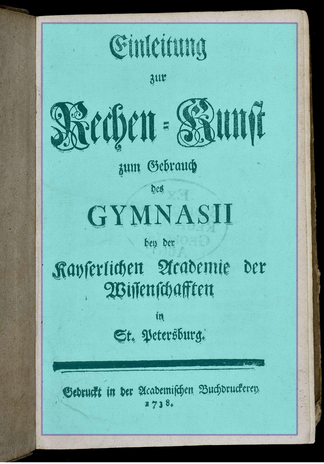 Einleitung
zur
Rechen-Kunst
zum Gebrauch
des
GYMNASII
bey der
Kayserlichen Academie der
Wissenschafften
in
St. Petersburg.
Gedruckt in der Academischen Buchdruckerey
1738.